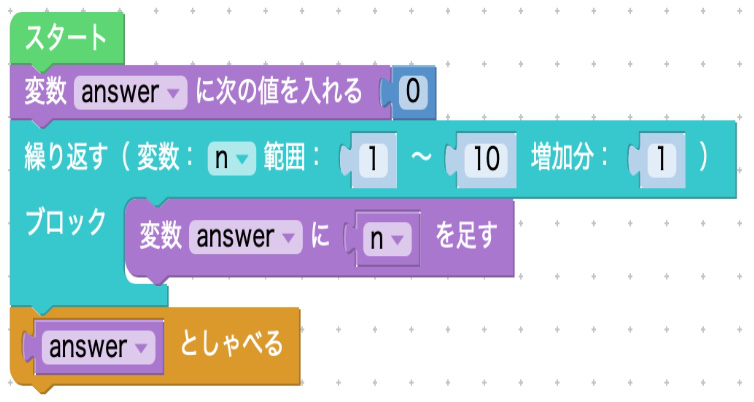 スタート
変数 answer に次の値を入れる 0
繰り返す（変数： n 範囲： 1 ～ 10 増加分： 1 ）
ブロック 変数 answer に n を足す
answer としゃべる